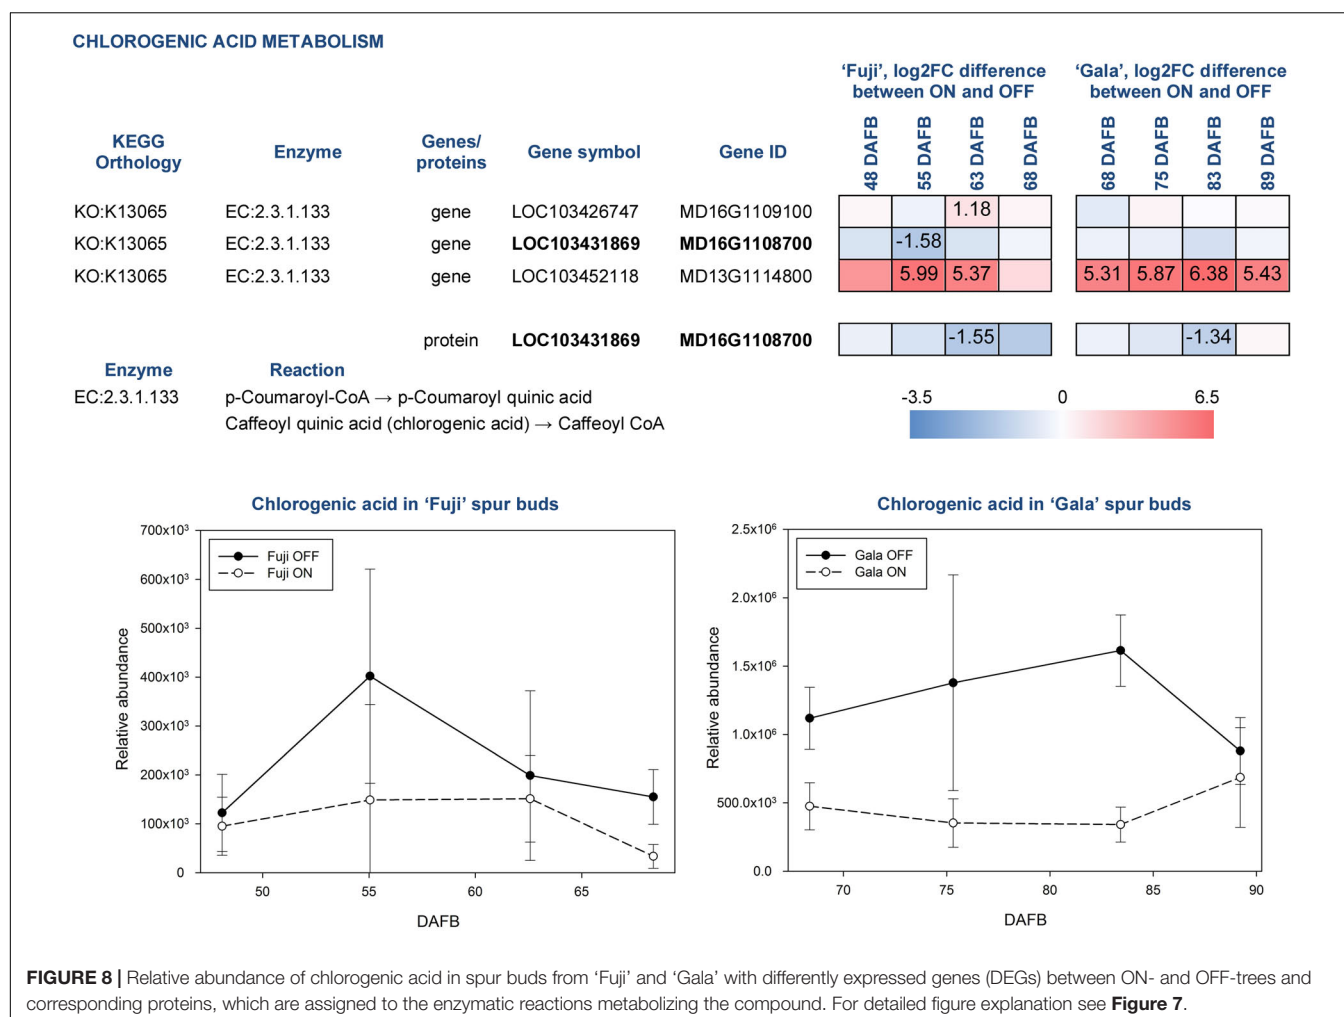 CHLOROGENIC ACID METABOLISM
‘Fuji’, log2FC difference between ON and OFF
‘Gala’, log2FC difference between ON and OFF
KEGG Orthology Enzyme Genes/proteins Gene symbol Gene ID 48 DAFB 55 DAFB 63 DAFB 68 DAFB 68 DAFB 75 DAFB 83 DAFB 89 DAFB
KO:K13065 EC:2.3.1.133 gene LOC103426747 MD16G1109100 1.18
KO:K13065 EC:2.3.1.133 gene LOC103431869 MD16G1108700 -1.58
KO:K13065 EC:2.3.1.133 gene LOC103452118 MD13G1114800 5.99 5.37 5.31 5.87 6.38 5.43
protein LOC103431869 MD16G1108700 -1.55 -1.34
Enzyme Reaction
EC:2.3.1.133 p-Coumaroyl-CoA → p-Coumaroyl quinic acid
Caffeoyl quinic acid (chlorogenic acid) → Caffeoyl CoA
-3.5 0 6.5
Chlorogenic acid in ‘Fuji’ spur buds
700x10³
600x10³
500x10³
400x10³
300x10³
200x10³
100x10³
0
Relative abundance
Fuji OFF
Fuji ON
50 55 60 65
DAFB
Chlorogenic acid in ‘Gala’ spur buds
2.5x10⁶
2.0x10⁶
1.5x10⁶
1.0x10⁶
500.0x10³
0.0
Relative abundance
Gala OFF
Gala ON
70 75 80 85 90
DAFB
FIGURE 8 | Relative abundance of chlorogenic acid in spur buds from ‘Fuji’ and ‘Gala’ with differently expressed genes (DEGs) between ON- and OFF-trees and
corresponding proteins, which are assigned to the enzymatic reactions metabolizing the compound. For detailed figure explanation see Figure 7.